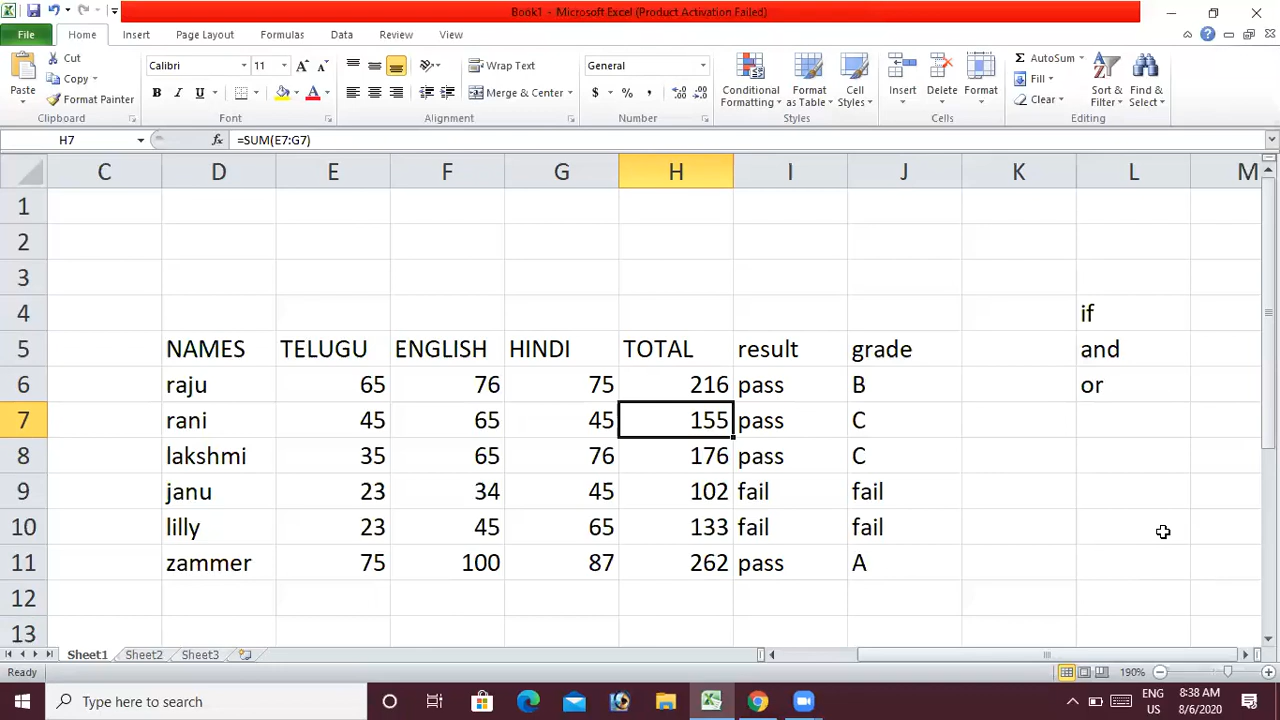 Book1 - Microsoft Excel (Product Activation Failed)
File Home Insert Page Layout Formulas Data Review View
Paste
Cut
Copy
Format Painter
Clipboard
Calibri 11
B I U A
Font
Wrap Text
Merge & Center
Alignment
General
$ % ,
Number
Conditional Formatting
Format as Table
Cell Styles
Styles
Insert Delete Format
Cells
Σ AutoSum
Fill
Clear
Sort & Filter
Find & Select
Editing
H7 fx =SUM(E7:G7)
C D E F G H I J K L M
1
2
3
4 if
5 NAMES TELUGU ENGLISH HINDI TOTAL result grade and
6 raju 65 76 75 216 pass B or
7 rani 45 65 45 155 pass C
8 lakshmi 35 65 76 176 pass C
9 janu 23 34 45 102 fail fail
10 lilly 23 45 65 133 fail fail
11 zammer 75 100 87 262 pass A
12
13
Sheet1 Sheet2 Sheet3
Ready 190%
Type here to search
ENG US
8:38 AM
8/6/2020